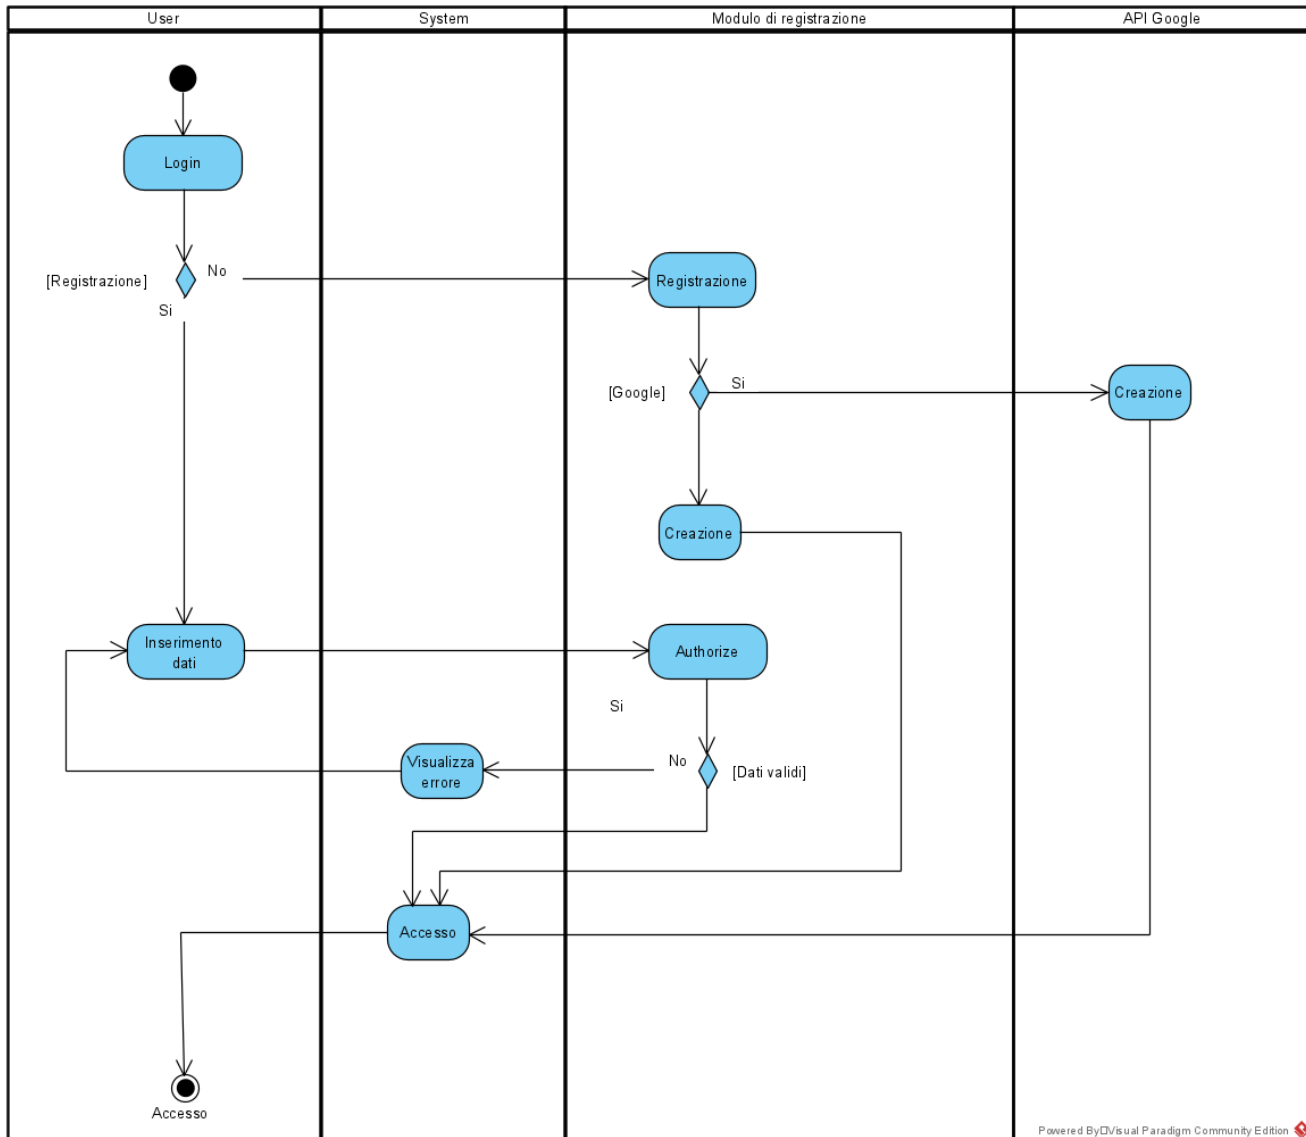 User
System
Modulo di registrazione
API Google
Login
[Registrazione]
No
Si
Registrazione
[Google]
Si
Creazione
Creazione
Inserimento
dati
Authorize
Si
Visualizza
errore
No
[Dati validi]
Accesso
Accesso
Powered By Visual Paradigm Community Edition